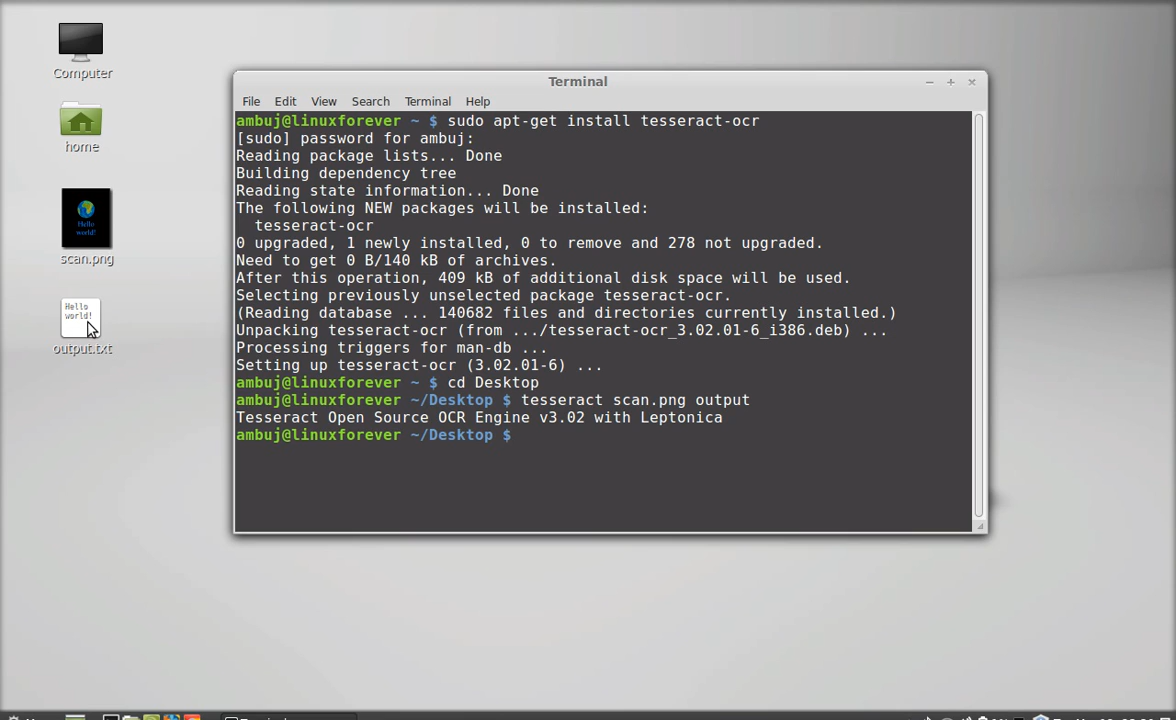 Computer
home
Hello
world!
scan.png
Hello
world!
output.txt
Terminal
File Edit View Search Terminal Help
ambuj@linuxforever ~ $ sudo apt-get install tesseract-ocr
[sudo] password for ambuj:
Reading package lists... Done
Building dependency tree
Reading state information... Done
The following NEW packages will be installed:
  tesseract-ocr
0 upgraded, 1 newly installed, 0 to remove and 278 not upgraded.
Need to get 0 B/140 kB of archives.
After this operation, 409 kB of additional disk space will be used.
Selecting previously unselected package tesseract-ocr.
(Reading database ... 140682 files and directories currently installed.)
Unpacking tesseract-ocr (from .../tesseract-ocr_3.02.01-6_i386.deb) ...
Processing triggers for man-db ...
Setting up tesseract-ocr (3.02.01-6) ...
ambuj@linuxforever ~ $ cd Desktop
ambuj@linuxforever ~/Desktop $ tesseract scan.png output
Tesseract Open Source OCR Engine v3.02 with Leptonica
ambuj@linuxforever ~/Desktop $